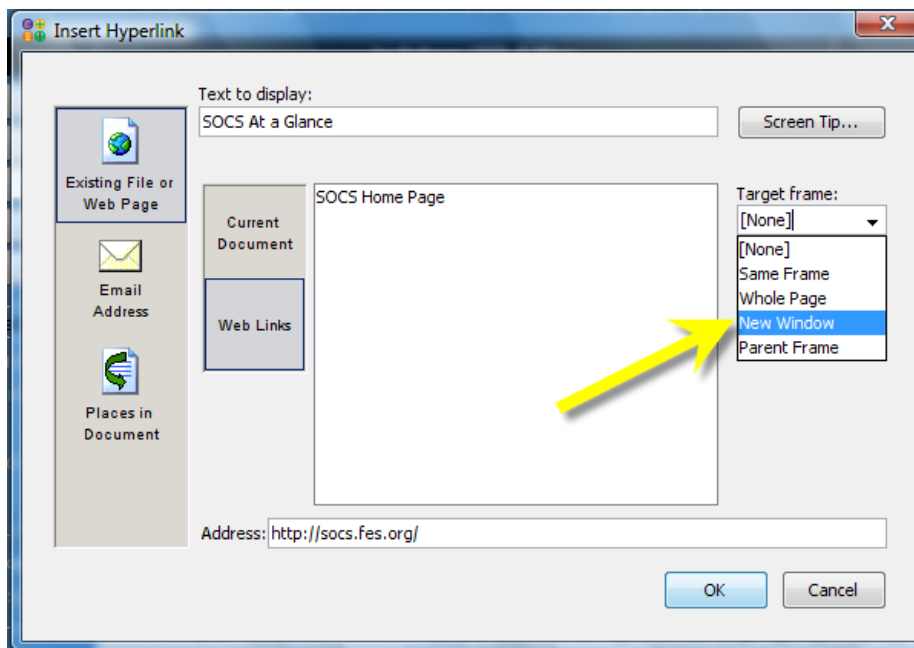 Insert Hyperlink
Text to display:
SOCS At a Glance
Screen Tip...
Existing File or
Web Page
Email
Address
Places in
Document
Current
Document
Web Links
SOCS Home Page
Target frame:
[None]
[None]
Same Frame
Whole Page
New Window
Parent Frame
Address: http://socs.fes.org/
OK
Cancel